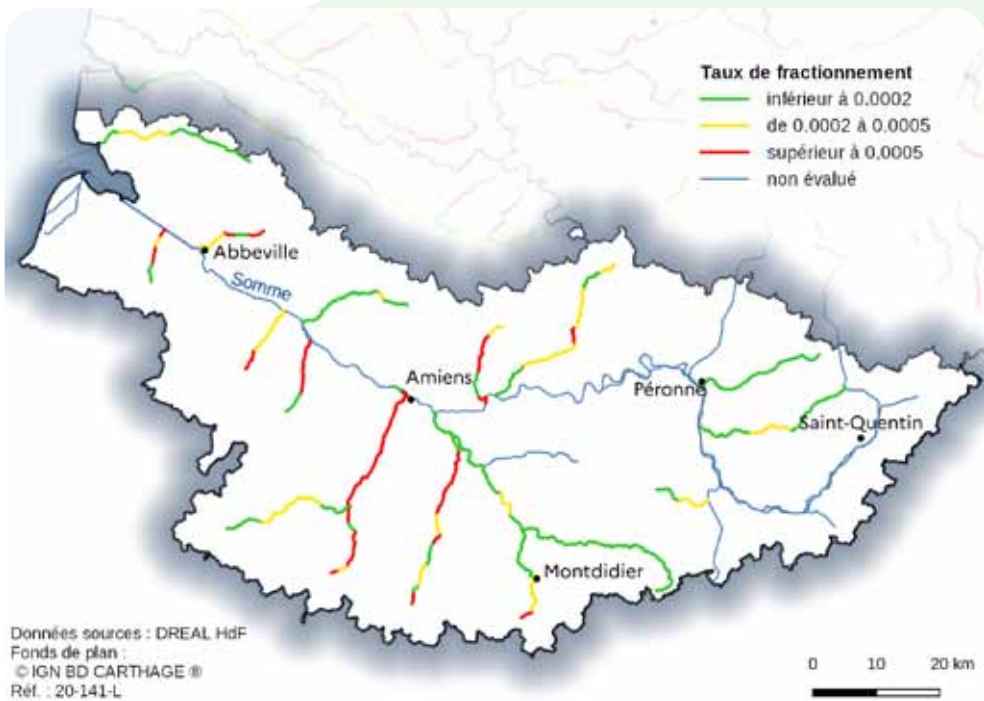 Taux de fractionnement
inférieur à 0.0002
de 0.0002 à 0.0005
supérieur à 0.0005
non évalué
Abbeville
Somme
Amiens
Péronne
Saint-Quentin
Montdidier
Données sources : DREAL HdF
Fonds de plan :
© IGN BD CARTHAGE ®
Réf. : 20-141-L
0 10 20 km